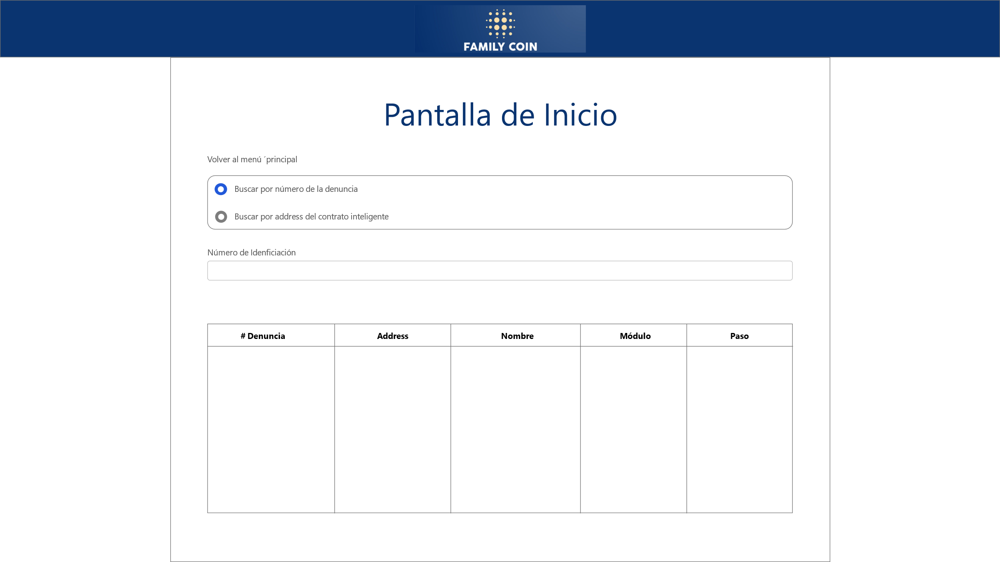 FAMILY COIN
Pantalla de Inicio
Volver al menú ´principal
Buscar por número de la denuncia
Buscar por address del contrato inteligente
Número de Idenficiación
# Denuncia Address Nombre Módulo Paso